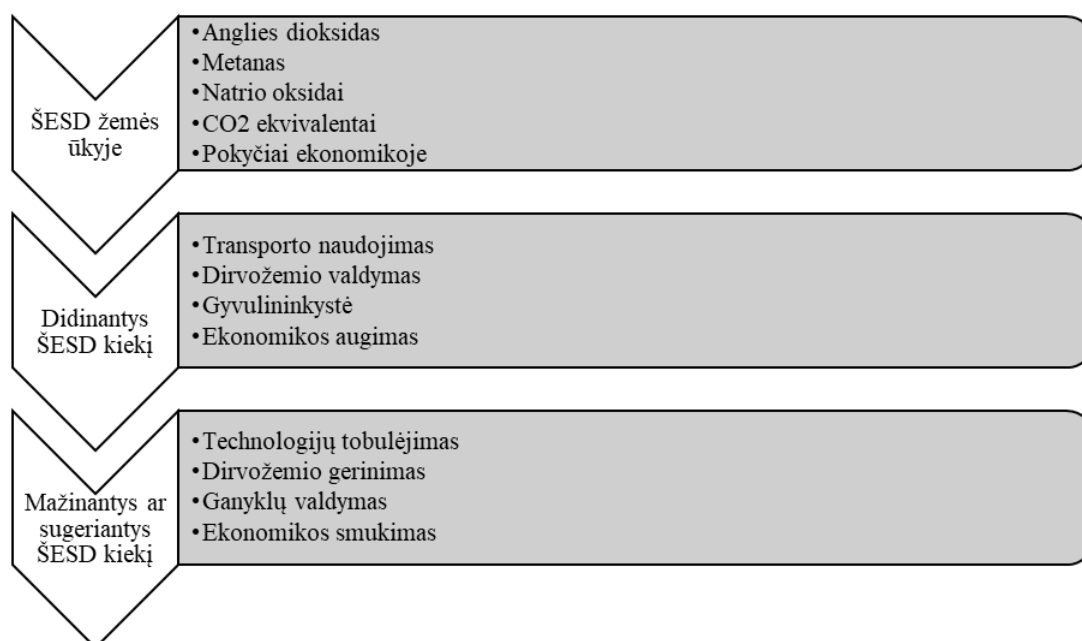 ŠESD žemės
ūkyje
•Anglies dioksidas
•Metanas
•Natrio oksidai
•CO2 ekvivalentai
•Pokyčiai ekonomikoje
Didinantys
ŠESD kiekį
•Transporto naudojimas
•Dirvožemio valdymas
•Gyvulininkystė
•Ekonomikos augimas
Mažinantys ar
sugeriantys
ŠESD kiekį
•Technologijų tobulėjimas
•Dirvožemio gerinimas
•Ganyklų valdymas
•Ekonomikos smukimas